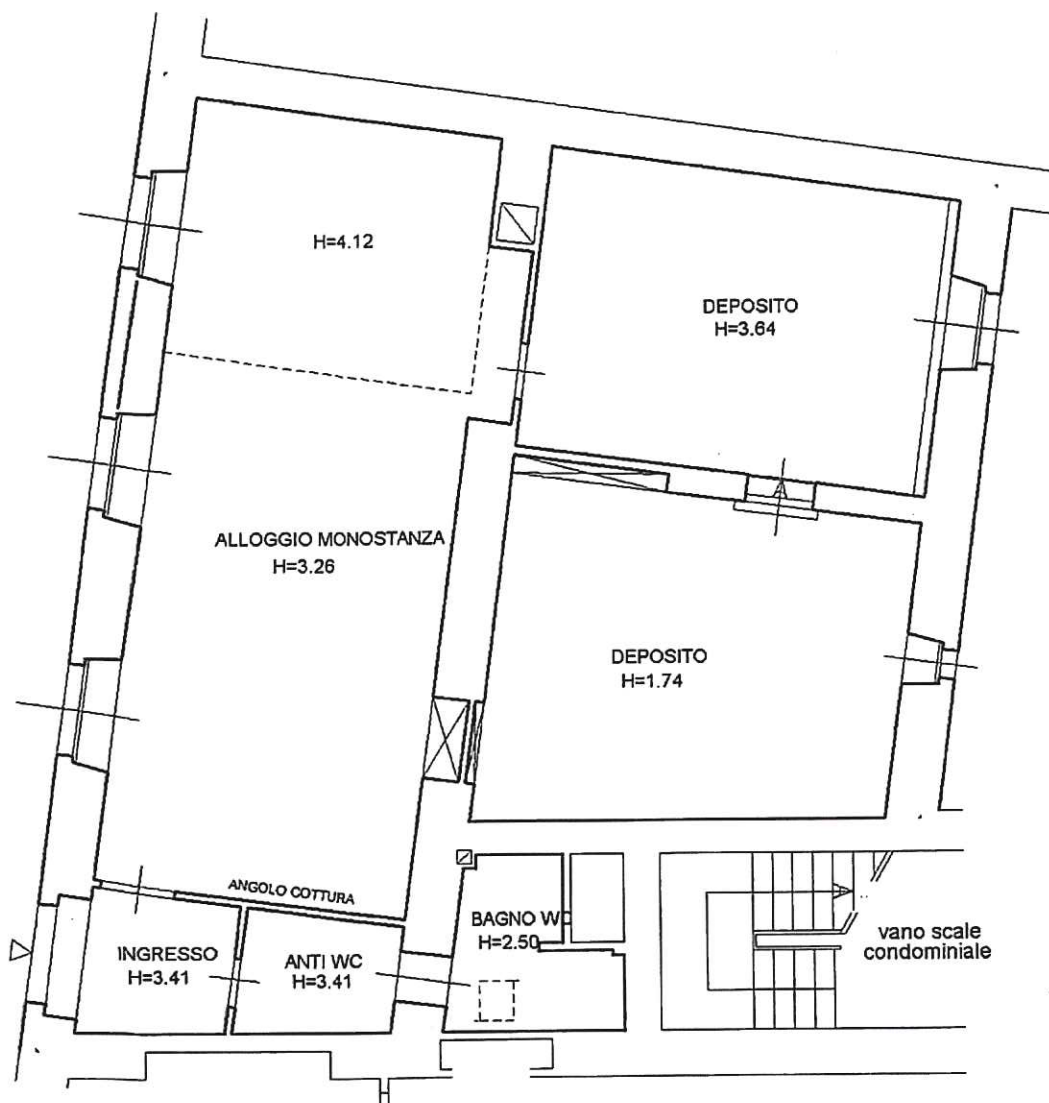 H=4.12
DEPOSITO
H=3.64
ALLOGGIO MONOSTANZA
H=3.26
DEPOSITO
H=1.74
ANGOLO COTTURA
BAGNO W
H=2.50
INGRESSO
H=3.41
ANTI WC
H=3.41
vano scale
condominiale